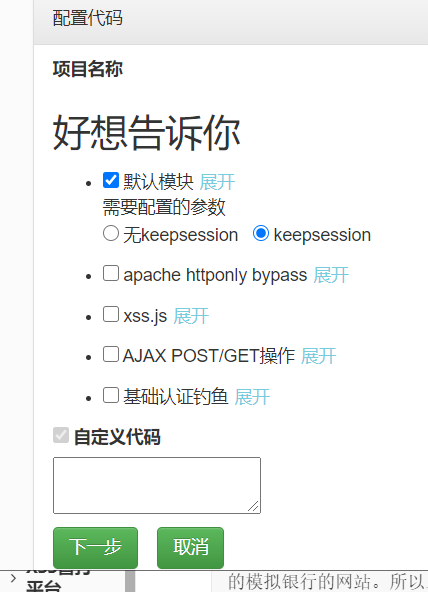 配置代码
项目名称
好想告诉你
默认模块 展开
需要配置的参数
无keepsession keepsession
apache httponly bypass 展开
xss.js 展开
AJAX POST/GET操作 展开
基础认证钓鱼 展开
自定义代码
下一步 取消
平台
的模拟银行的网站。所以